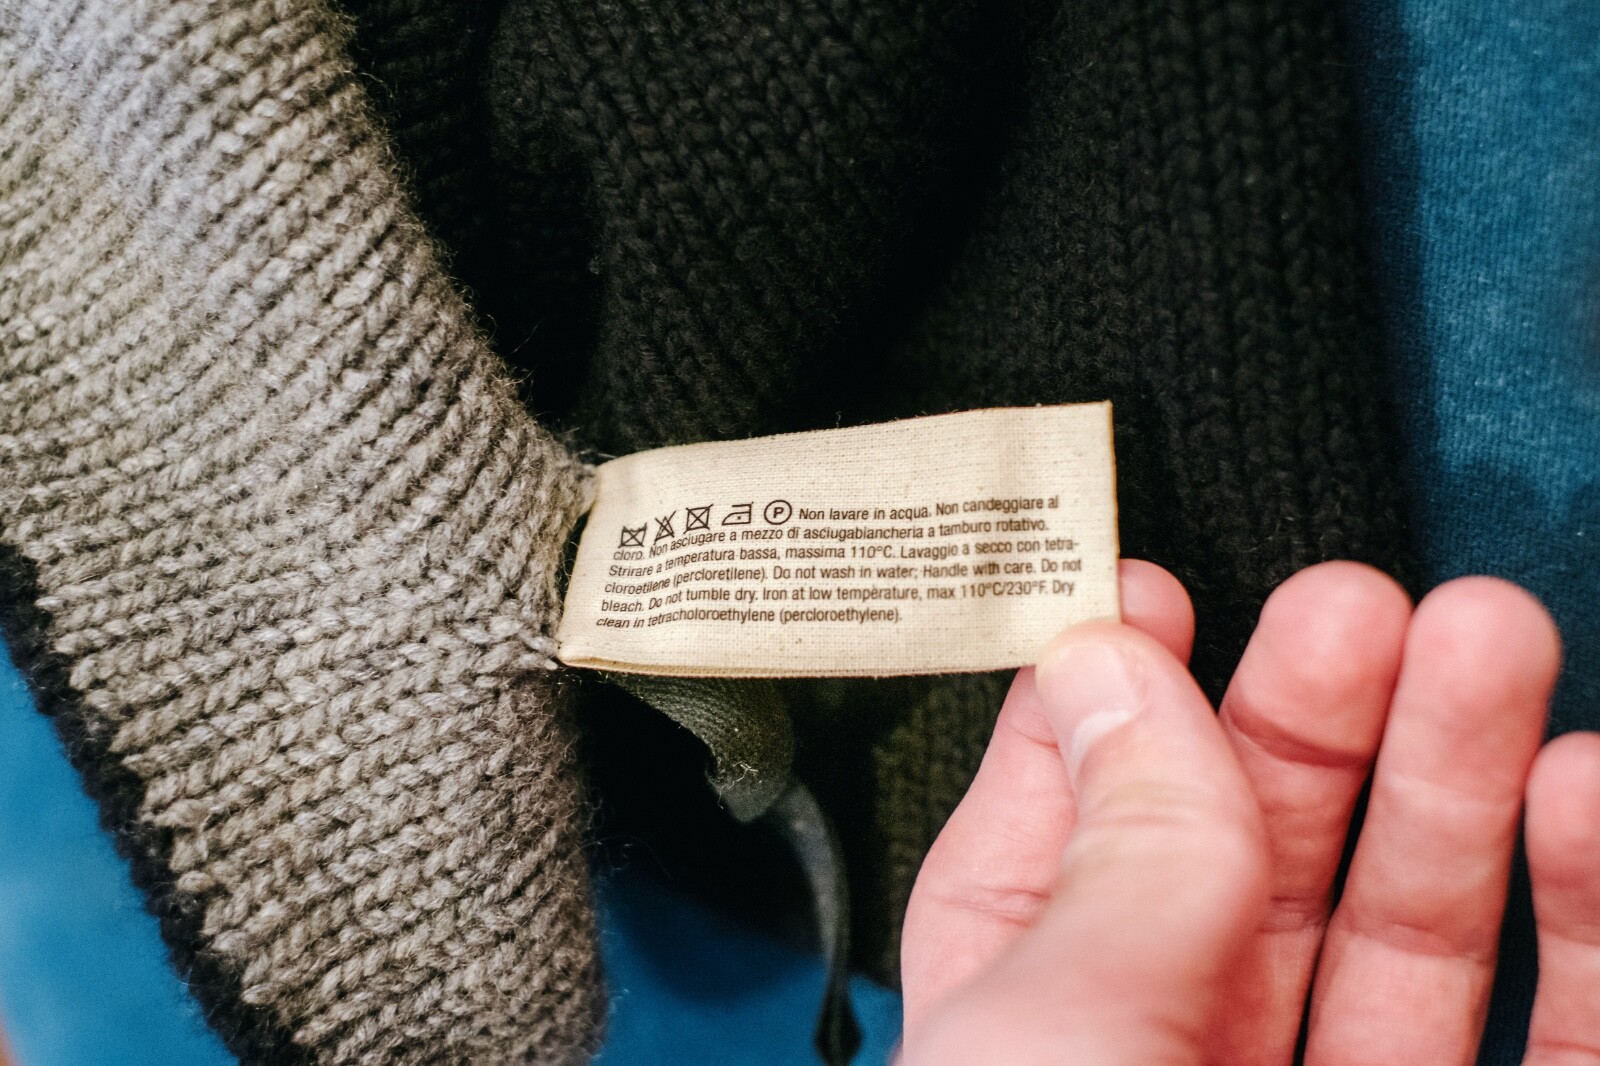 P Non lavare in acqua. Non candeggiare al
cloro. Non asciugare a mezzo di asciugabiancheria a tamburo rotativo.
Strirare a temperatura bassa, massima 110°C. Lavaggio a secco con tetra-
cloroetilene (percloretilene). Do not wash in water; Handle with care. Do not
bleach. Do not tumble dry. Iron at low temperature, max 110°C/230°F. Dry
clean in tetracholoroethylene (percloroethylene).